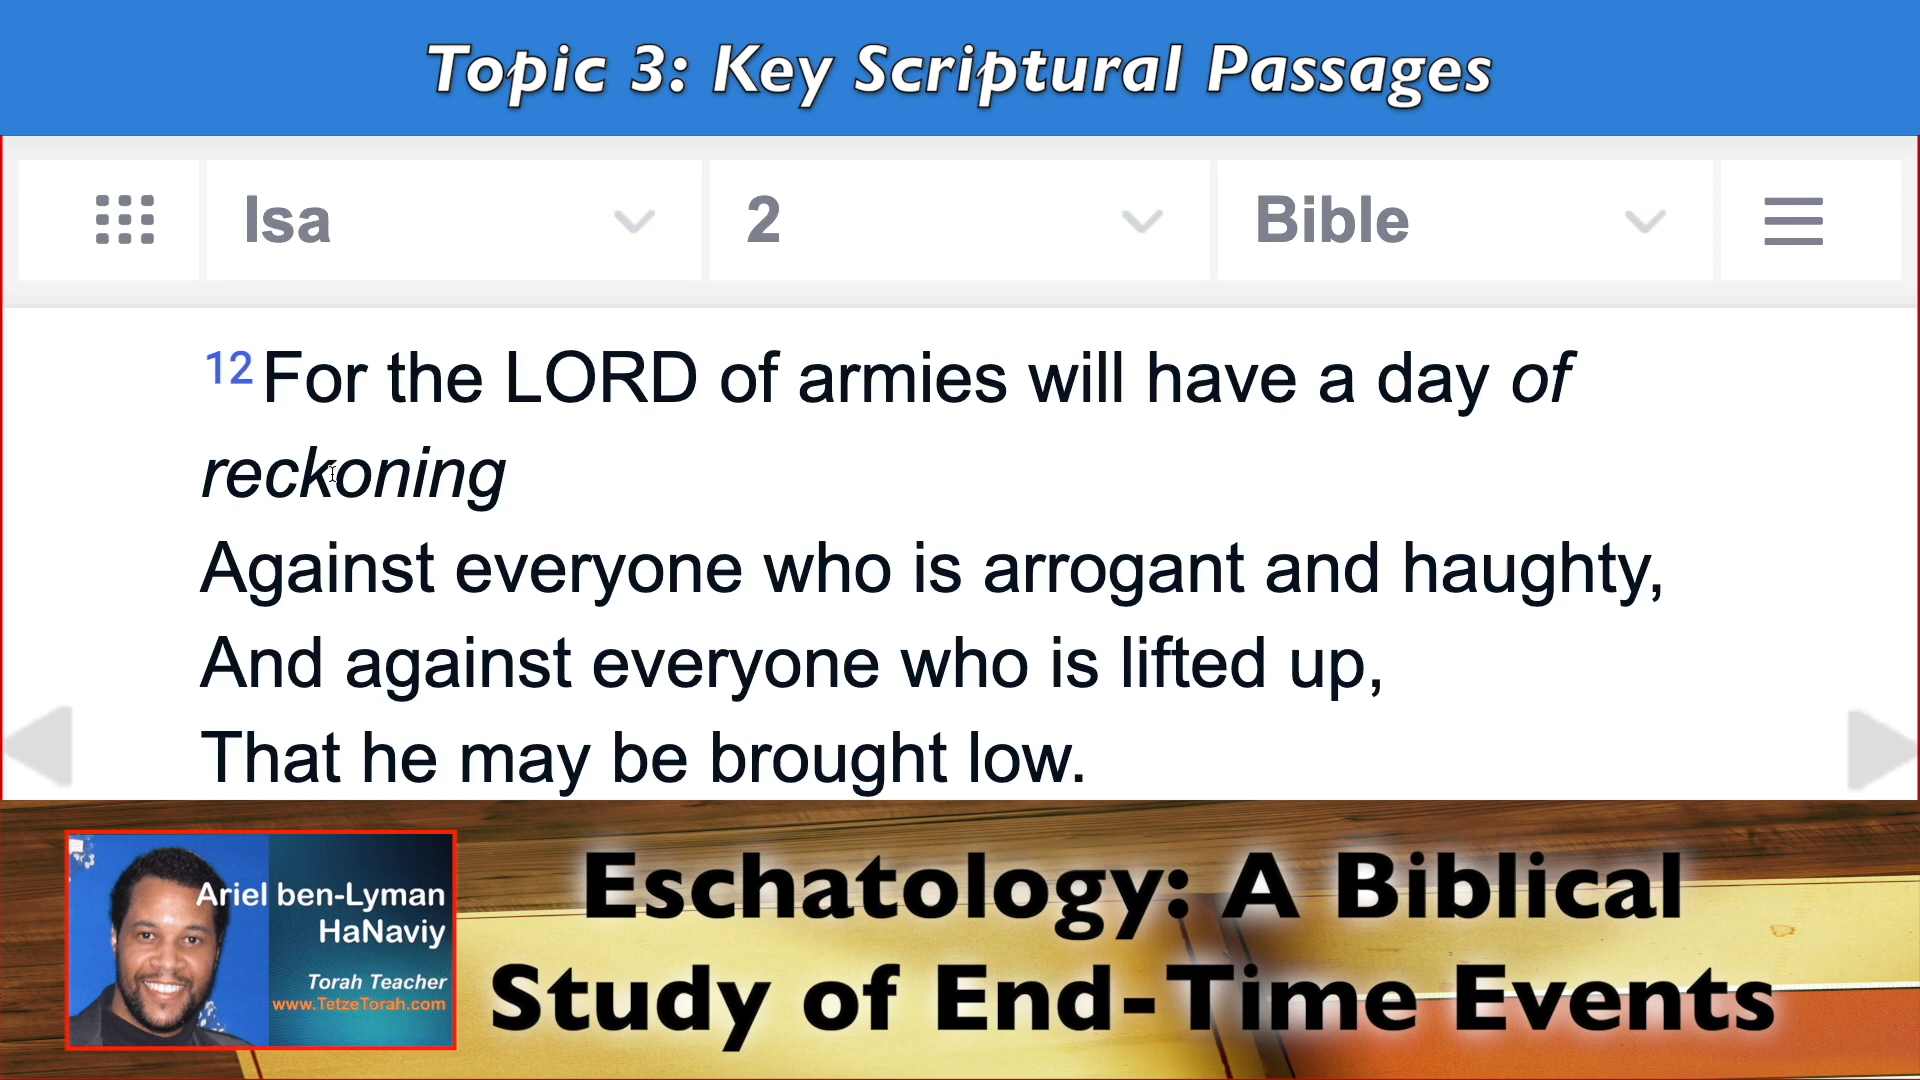 Topic 3: Key Scriptural Passages
Isa 2 Bible
12 For the LORD of armies will have a day of
reckoning
Against everyone who is arrogant and haughty,
And against everyone who is lifted up,
That he may be brought low.
Ariel ben-Lyman
HaNaviy
Torah Teacher
www.TetzeTorah.com
Eschatology: A Biblical
Study of End-Time Events